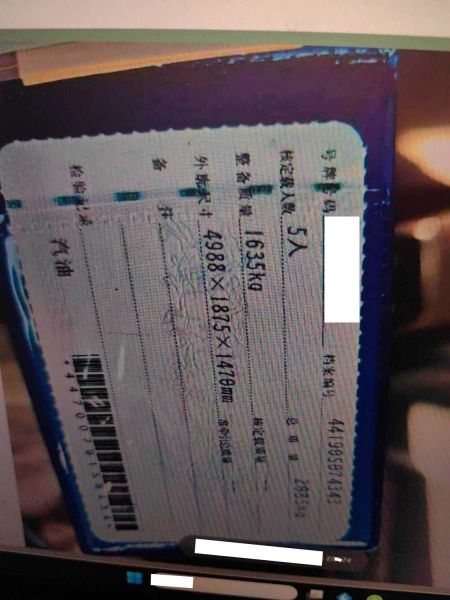 号牌号码 档案编号 441905074343
核定载人数 5人 总质量 2085kg
整备质量 1635kg 核定载质量 --
外廓尺寸 4988×1875×1470mm 准牵引总质量 --
备 注
检验记录
汽油